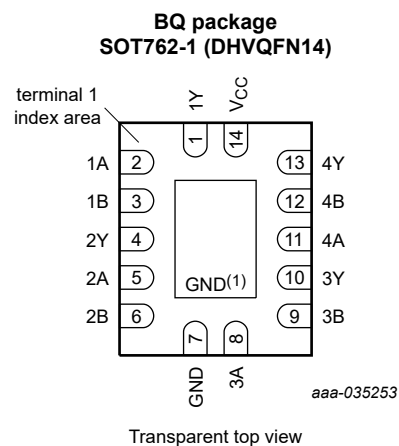 BQ package
SOT762-1 (DHVQFN14)
terminal 1
index area
1Y
VCC
1
14
1A 2
13 4Y
1B 3
12 4B
2Y 4
11 4A
2A 5
10 3Y
GND(1)
2B 6
9 3B
7
8
GND
3A
aaa-035253
Transparent top view